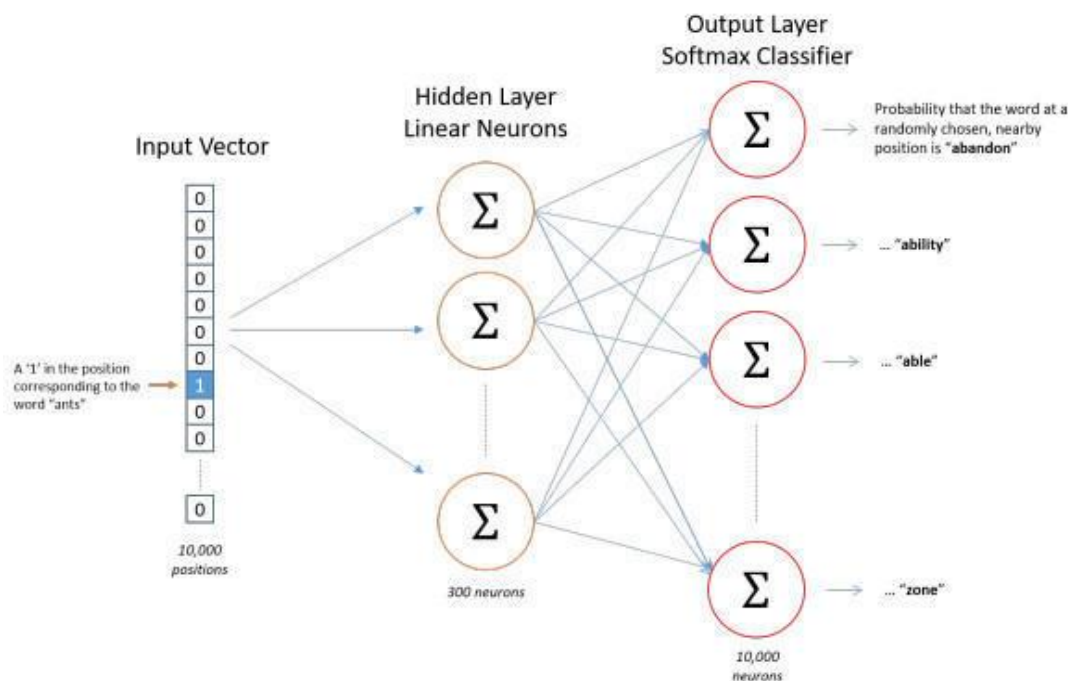 Output Layer
Softmax Classifier
Hidden Layer
Linear Neurons
Input Vector
Probability that the word at a
randomly chosen, nearby
position is “abandon”
... “ability”
... “able”
... “zone”
A ‘1’ in the position
corresponding to the
word “ants”
0
0
0
0
0
0
0
1
0
0
0
10,000
positions
Σ
Σ
Σ
300 neurons
Σ
Σ
Σ
Σ
10,000
neurons